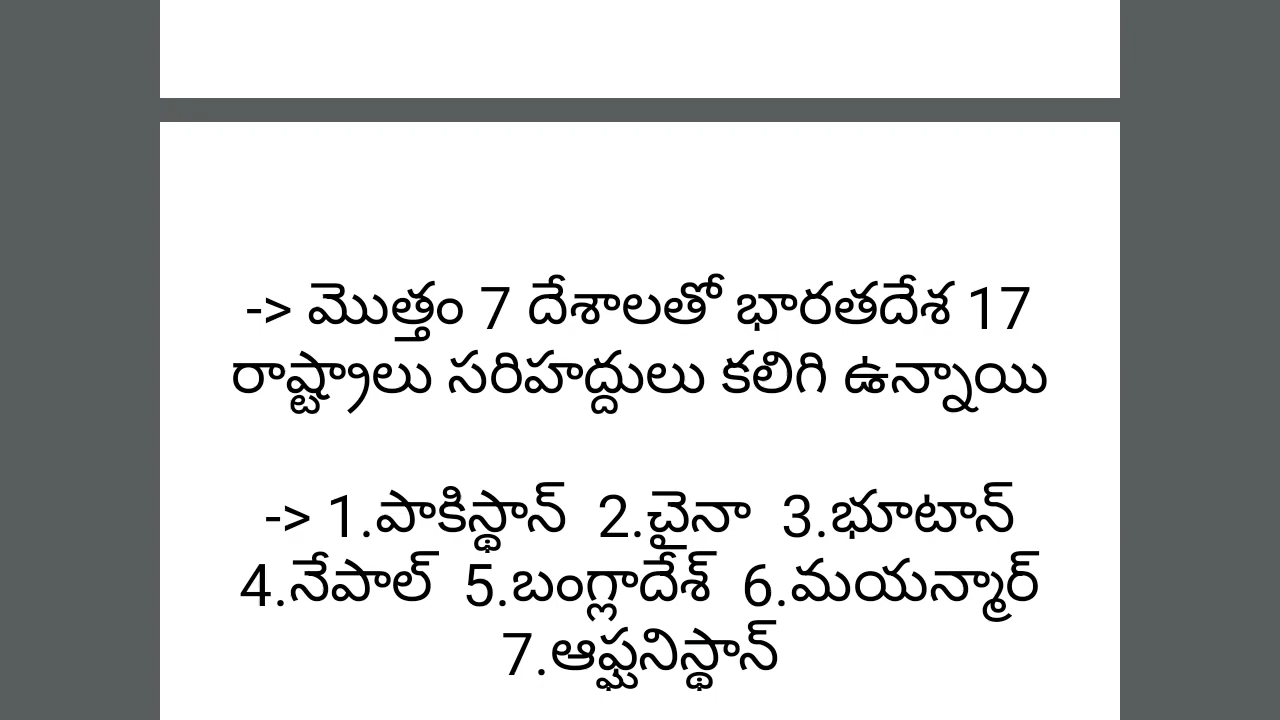 -> మొత్తం 7 దేశాలతో భారతదేశ 17
రాష్ట్రాలు సరిహద్దులు కలిగి ఉన్నాయి
-> 1.పాకిస్థాన్ 2.చైనా 3.భూటాన్
4.నేపాల్ 5.బంగ్లాదేశ్ 6.మయన్మార్
7.ఆఫ్ఘనిస్థాన్